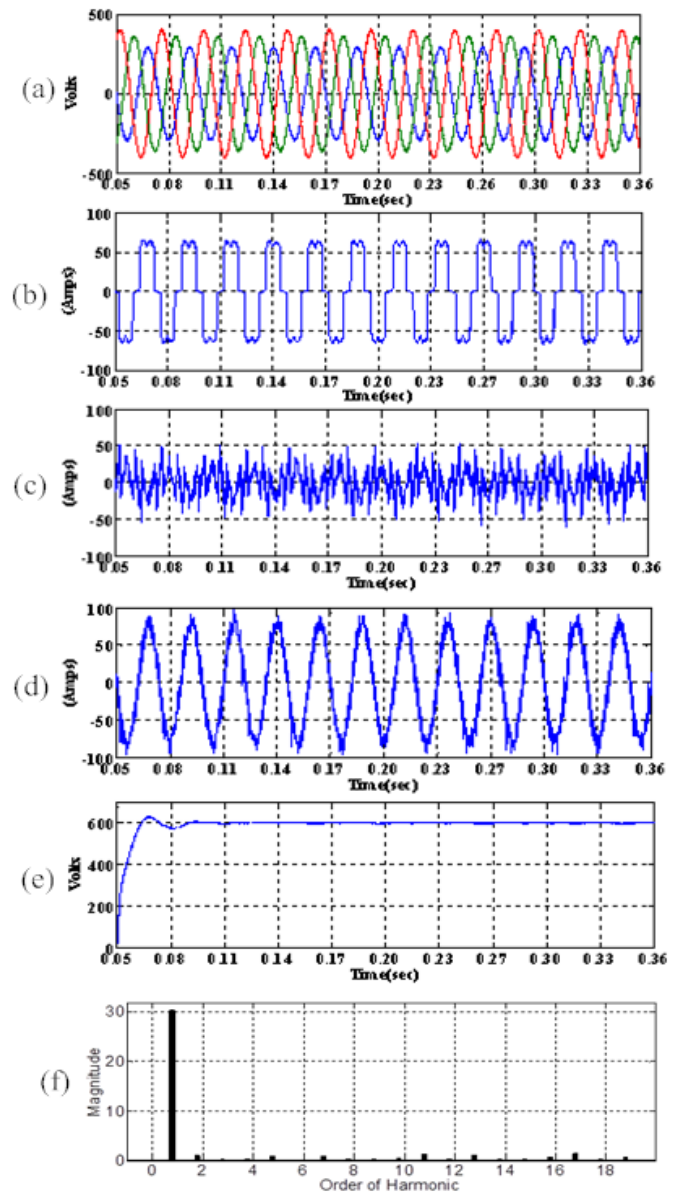 (a)
Volts
500
0
-500
0.05 0.08 0.11 0.14 0.17 0.20 0.23 0.26 0.30 0.33 0.36
Time(sec)
(b)
(Amps)
100
50
0
-50
-100
0.05 0.08 0.11 0.14 0.17 0.20 0.23 0.27 0.30 0.33 0.36
Time(sec)
(c)
(Amps)
100
50
0
-50
-100
0.05 0.08 0.11 0.14 0.17 0.20 0.23 0.27 0.30 0.33 0.36
Time(sec)
(d)
(Amps)
100
50
0
-50
-100
0.05 0.08 0.11 0.14 0.17 0.20 0.23 0.27 0.30 0.33 0.36
Time(sec)
(e)
Volts
600
400
200
0
0.05 0.08 0.11 0.14 0.17 0.20 0.23 0.27 0.30 0.33 0.36
Time(sec)
(f)
Magnitude
30
20
10
0
0 2 4 6 8 10 12 14 16 18
Order of Harmonic